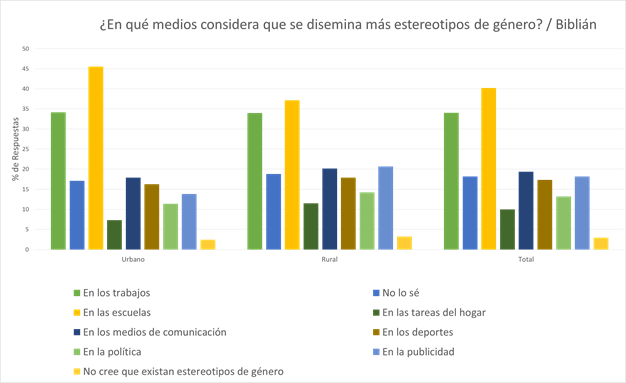 ¿En qué medios considera que se disemina más estereotipos de género? / Biblián
50
45
40
35
30
25
20
15
10
5
0
% de Respuestas
Urbano
Rural
Total
En los trabajos
No lo sé
En las escuelas
En las tareas del hogar
En los medios de comunicación
En los deportes
En la política
En la publicidad
No cree que existan estereotipos de género